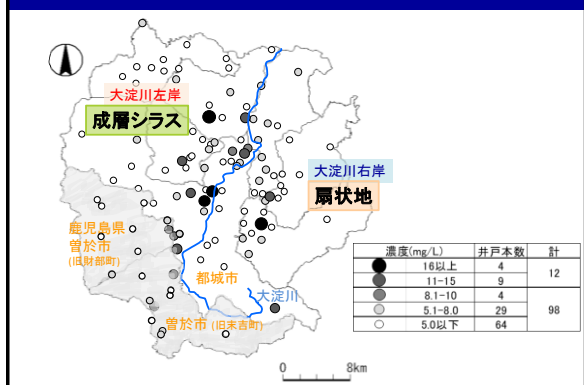 大淀川左岸
成層シラス
大淀川右岸
扇状地
鹿児島県
曽於市
(旧財部町)
都城市
大淀川
曽於市 (旧末吉町)
濃度(mg/L) 井戸本数 計
16以上 4 12
11-15 9
8.1-10 4 98
5.1-8.0 29
5.0以下 64
0 8km